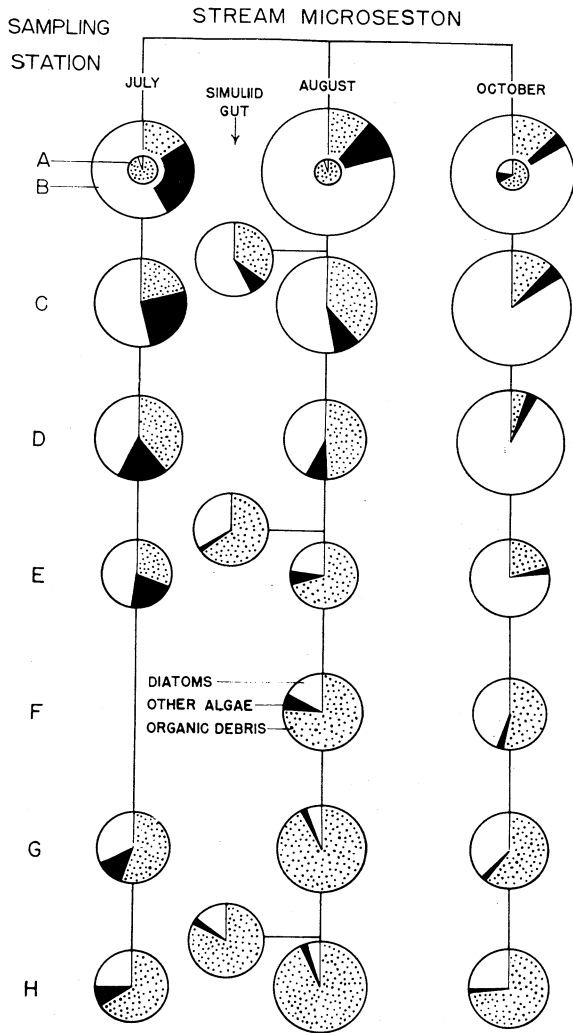 STREAM MICROSESTON
SAMPLING
STATION
JULY
SIMULIID
GUT
AUGUST
OCTOBER
A
B
C
D
E
DIATOMS
OTHER ALGAE
ORGANIC DEBRIS
F
G
H